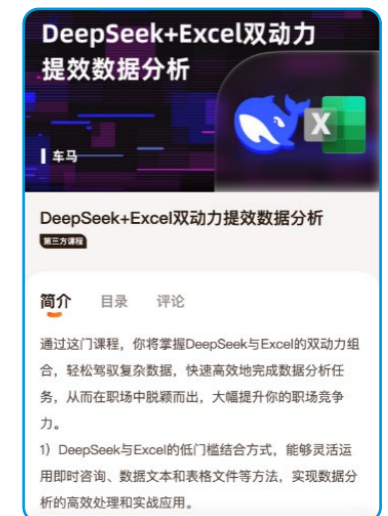 DeepSeek+Excel双动力
提效数据分析
车马
X
DeepSeek+Excel双动力提效数据分析
第三方课程
简介 目录 评论
通过这门课程，你将掌握DeepSeek与Excel的双动力组
合，轻松驾驭复杂数据，快速高效地完成数据分析任
务，从而在职场中脱颖而出，大幅提升你的职场竞争
力。
1）DeepSeek与Excel的低门槛结合方式，能够灵活运
用即时咨询、数据文本和表格文件等方法，实现数据分
析的高效处理和实战应用。